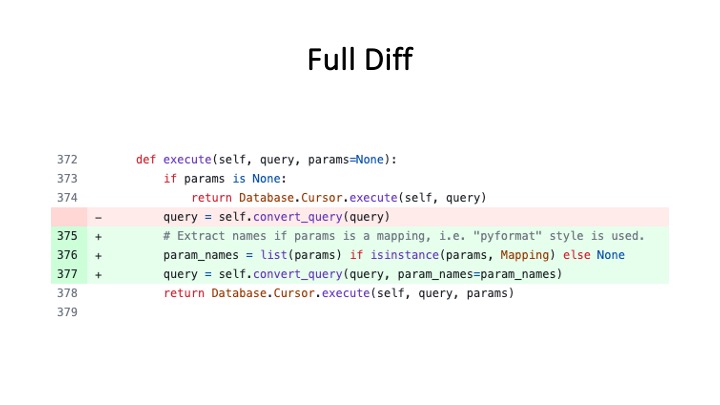 Full Diff
372 def execute(self, query, params=None):
373 if params is None:
374 return Database.Cursor.execute(self, query)
- query = self.convert_query(query)
375 + # Extract names if params is a mapping, i.e. "pyformat" style is used.
376 + param_names = list(params) if isinstance(params, Mapping) else None
377 + query = self.convert_query(query, param_names=param_names)
378 return Database.Cursor.execute(self, query, params)
379